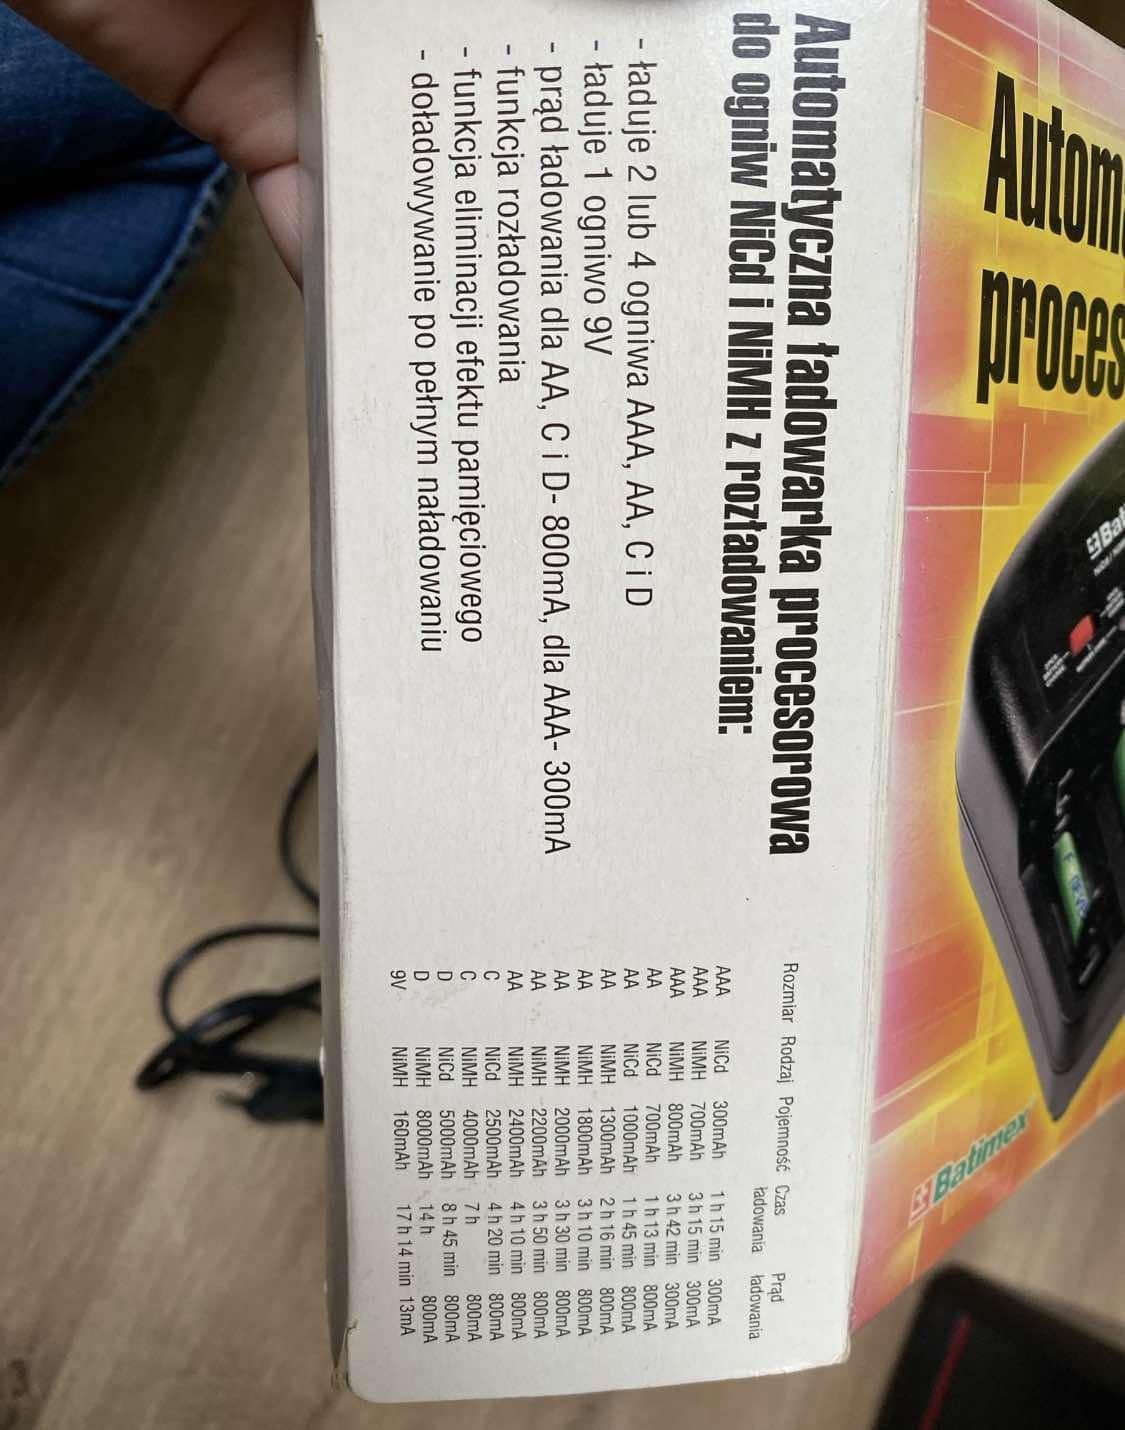 Automatyczna ładowarka procesorowa
do ogniw NiCd i NiMH z rozładowaniem:
- ładuje 2 lub 4 ogniwa AAA, AA, C i D
- ładuje 1 ogniwo 9V
- prąd ładowania dla AA, C i D- 800mA, dla AAA- 300mA
- funkcja rozładowania
- funkcja eliminacji efektu pamięciowego
- doładowywanie po pełnym naładowaniu
Rozmiar Rodzaj Pojemność Czas ładowania Prąd ładowania
AAA NiCd 300mAh 1 h 15 min 300mA
AAA NiMH 700mAh 3 h 15 min 300mA
AAA NiMH 800mAh 3 h 42 min 300mA
AA NiCd 700mAh 1 h 13 min 800mA
AA NiCd 1000mAh 1 h 45 min 800mA
AA NiMH 1300mAh 2 h 16 min 800mA
AA NiMH 1800mAh 3 h 10 min 800mA
AA NiMH 2000mAh 3 h 30 min 800mA
AA NiMH 2200mAh 3 h 50 min 800mA
AA NiMH 2400mAh 4 h 10 min 800mA
C NiCd 2500mAh 4 h 20 min 800mA
C NiMH 4000mAh 7 h 800mA
D NiCd 5000mAh 8 h 45 min 800mA
D NiMH 8000mAh 14 h 800mA
9V NiMH 160mAh 17 h 14 min 13mA
Autom
proces
Bat
Batimex